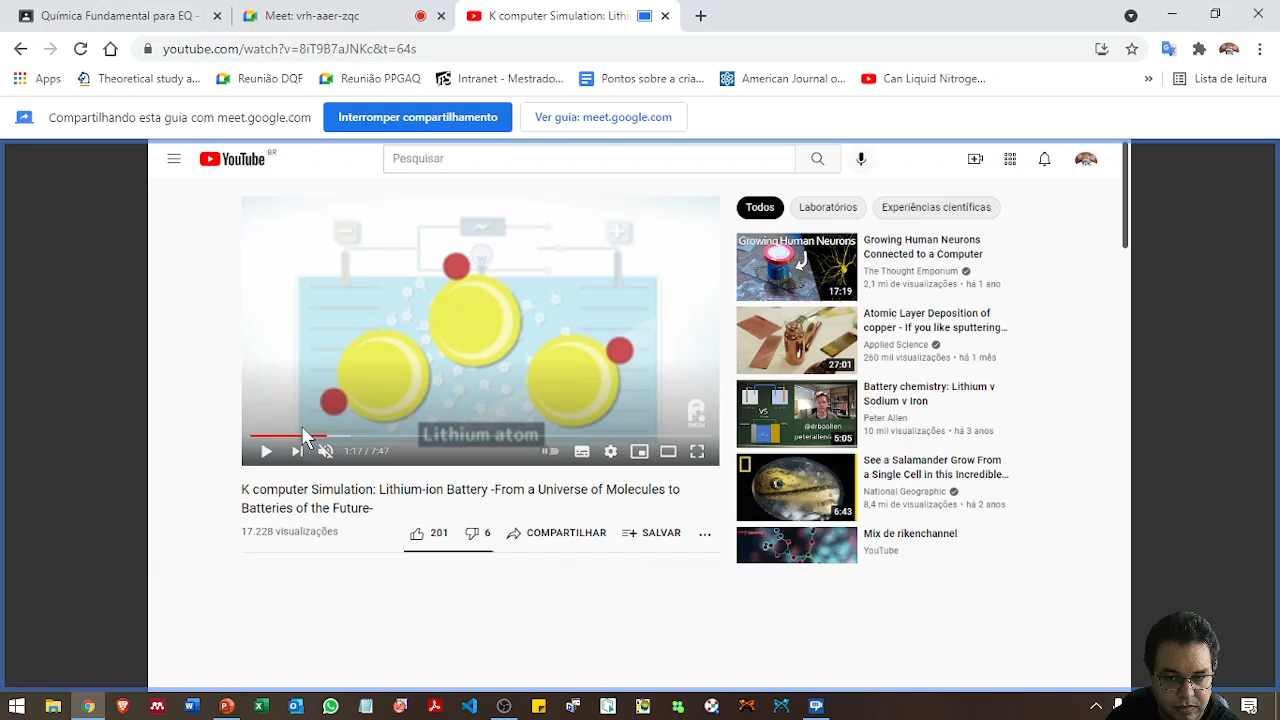 Química Quântica para EQ
Meet: vrh-aaer-zqc
K computer Simulation: Lith
youtube.com/watch?v=8iT9B7aJNKc&t=64s
Apps
Theoretical study a...
Reunião DQF
Reunião PPGAQ
Intranet - Mestrado...
Pontos sobre a cria...
American Journal o...
Can Liquid Nitroge...
»
Lista de leitura
Compartilhando esta guia com meet.google.com
Interromper compartilhamento
Ver guia: meet.google.com
YouTube BR
Pesquisar
Lithium atom
1:17 / 7:47
K computer Simulation: Lithium-ion Battery -From a Universe of Molecules to
Batteries of the Future-
17.228 visualizações
201
6
COMPARTILHAR
SALVAR
Todos
Laboratórios
Experiências científicas
Growing Human Neurons
17:19
Growing Human Neurons
Connected to a Computer
The Thought Emporium
2,1 mi de visualizações • há 1 ano
27:01
Atomic Layer Deposition of
copper - If you like sputtering...
Applied Science
260 mil visualizações • há 1 mês
VS
@drbpallen
5:05
Battery chemistry: Lithium v
Sodium v Iron
Peter Allen
10 mil visualizações • há 3 anos
6:43
See a Salamander Grow From
a Single Cell in this Incredible...
National Geographic
8,4 mi de visualizações • há 2 anos
Mix de rikenchannel
YouTube